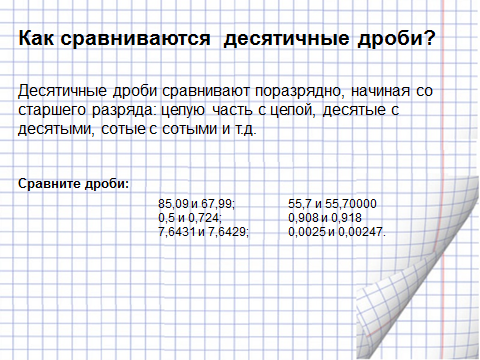 Как сравниваются десятичные дроби?
Десятичные дроби сравнивают поразрядно, начиная со
старшего разряда: целую часть с целой, десятые с
десятыми, сотые с сотыми и т.д.
Сравните дроби:
85,09 и 67,99; 55,7 и 55,70000
0,5 и 0,724; 0,908 и 0,918
7,6431 и 7,6429; 0,0025 и 0,00247.